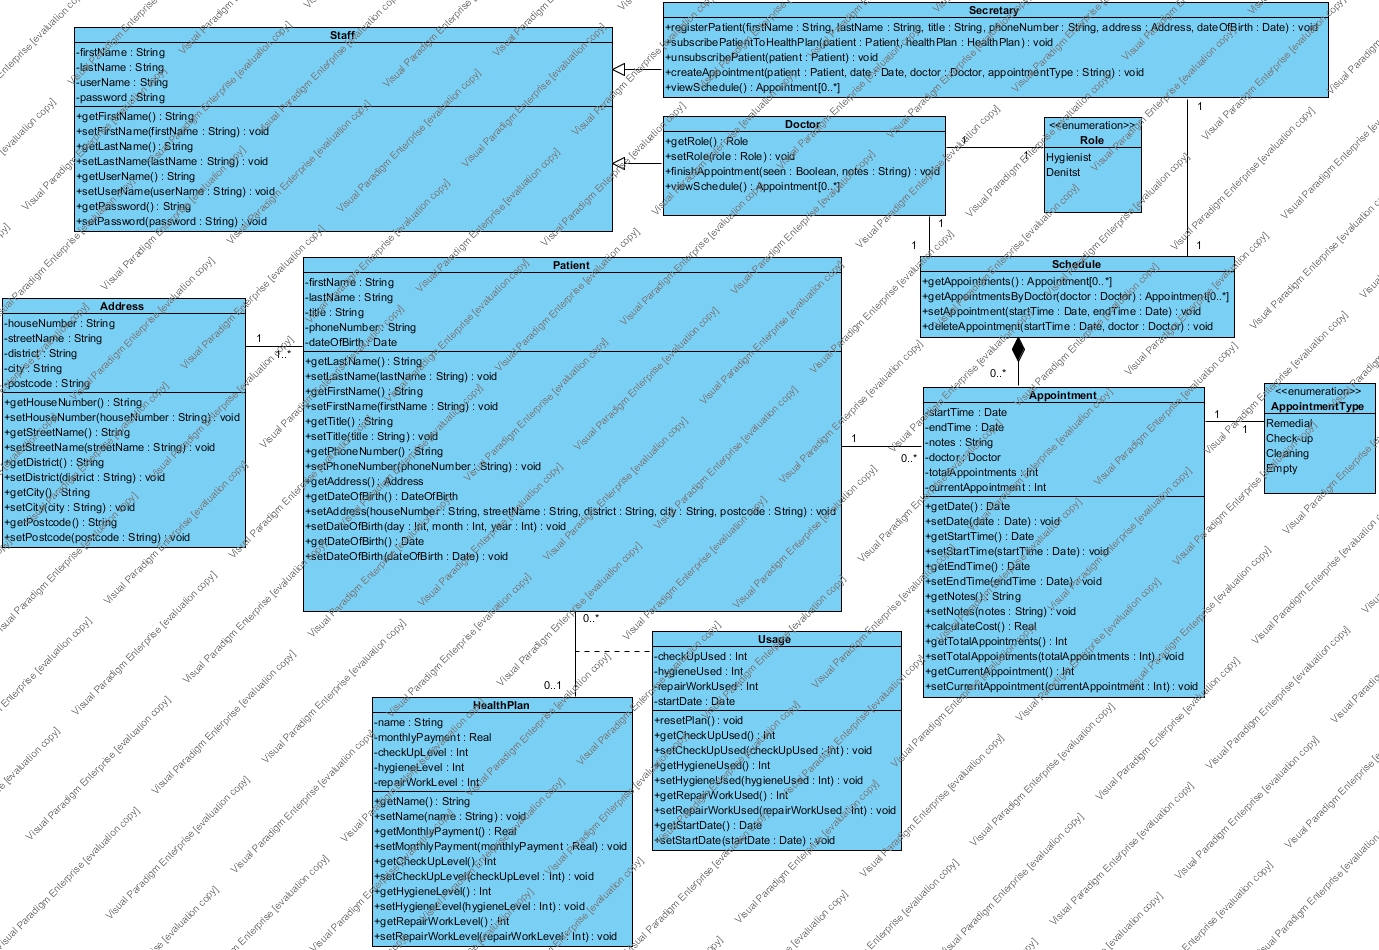 Secretary
+registerPatient(firstName : String, lastName : String, title : String, phoneNumber : String, address : Address, dateOfBirth : Date) : void
+subscribePatientToHealthPlan(patient : Patient, healthPlan : HealthPlan) : void
+unsubscribePatient(patient : Patient) : void
+createAppointment(patient : Patient, date : Date, doctor : Doctor, appointmentType : String) : void
+viewSchedule() : Appointment[0..*]
Staff
-firstName : String
-lastName : String
-userName : String
-password : String
+getFirstName() : String
+setFirstName(firstName : String) : void
+getLastName() : String
+setLastName(lastName : String) : void
+getUserName() : String
+setUserName(userName : String) : void
+getPassword() : String
+setPassword(password : String) : void
Doctor
+getRole() : Role
+setRole(role : Role) : void
+finishAppointment(seen : Boolean, notes : String) : void
+viewSchedule() : Appointment[0..*]
<<enumeration>>
Role
Hygienist
Denitst
1
1
1
1
Schedule
+getAppointments() : Appointment[0..*]
+getAppointmentsByDoctor(doctor : Doctor) : Appointment[0..*]
+setAppointment(startTime : Date, endTime : Date) : void
+deleteAppointment(startTime : Date, doctor : Doctor) : void
0..*
Address
-houseNumber : String
-streetName : String
-district : String
-city : String
-postcode : String
+getHouseNumber() : String
+setHouseNumber(houseNumber : String) : void
+getStreetName() : String
+setStreetName(streetName : String) : void
+getDistrict() : String
+setDistrict(district : String) : void
+getCity() : String
+setCity(city : String) : void
+getPostcode() : String
+setPostcode(postcode : String) : void
1
1..*
Patient
-firstName : String
-lastName : String
-title : String
-phoneNumber : String
-dateOfBirth : Date
+getLastName() : String
+setLastName(lastName : String) : void
+getFirstName() : String
+setFirstName(firstName : String) : void
+getTitle() : String
+setTitle(title : String) : void
+getPhoneNumber() : String
+setPhoneNumber(phoneNumber : String) : void
+getAddress() : Address
+getDateOfBirth() : DateOfBirth
+setAddress(houseNumber : String, streetName : String, district : String, city : String, postcode : String) : void
+setDateOfBirth(day : Int, month : Int, year : Int) : void
+getDateOfBirth() : Date
+setDateOfBirth(dateOfBirth : Date) : void
1
0..*
Appointment
-startTime : Date
-endTime : Date
-notes : String
-doctor : Doctor
-totalAppointments : Int
-currentAppointment : Int
+getDate() : Date
+setDate(date : Date) : void
+getStartTime() : Date
+setStartTime(startTime : Date) : void
+getEndTime() : Date
+setEndTime(endTime : Date) : void
+getNotes() : String
+setNotes(notes : String) : void
+calculateCost() : Real
+getTotalAppointments() : Int
+setTotalAppointments(totalAppointments : Int) : void
+getCurrentAppointment() : Int
+setCurrentAppointment(currentAppointment : Int) : void
1
1
<<enumeration>>
AppointmentType
Remedial
Check-up
Cleaning
Empty
0..*
0..1
Usage
-checkUpUsed : Int
-hygieneUsed : Int
-repairWorkUsed : Int
-startDate : Date
+resetPlan() : void
+getCheckUpUsed() : Int
+setCheckUpUsed(checkUpUsed : Int) : void
+getHygieneUsed() : Int
+setHygieneUsed(hygieneUsed : Int) : void
+getRepairWorkUsed() : Int
+setRepairWorkUsed(repairWorkUsed : Int) : void
+getStartDate() : Date
+setStartDate(startDate : Date) : void
HealthPlan
-name : String
-monthlyPayment : Real
-checkUpLevel : Int
-hygieneLevel : Int
-repairWorkLevel : Int
+getName() : String
+setName(name : String) : void
+getMonthlyPayment() : Real
+setMonthlyPayment(monthlyPayment : Real) : void
+getCheckUpLevel() : Int
+setCheckUpLevel(checkUpLevel : Int) : void
+getHygieneLevel() : Int
+setHygieneLevel(hygieneLevel : Int) : void
+getRepairWorkLevel() : Int
+setRepairWorkLevel(repairWorkLevel : Int) : void
Visual Paradigm Enterprise [evaluation copy]